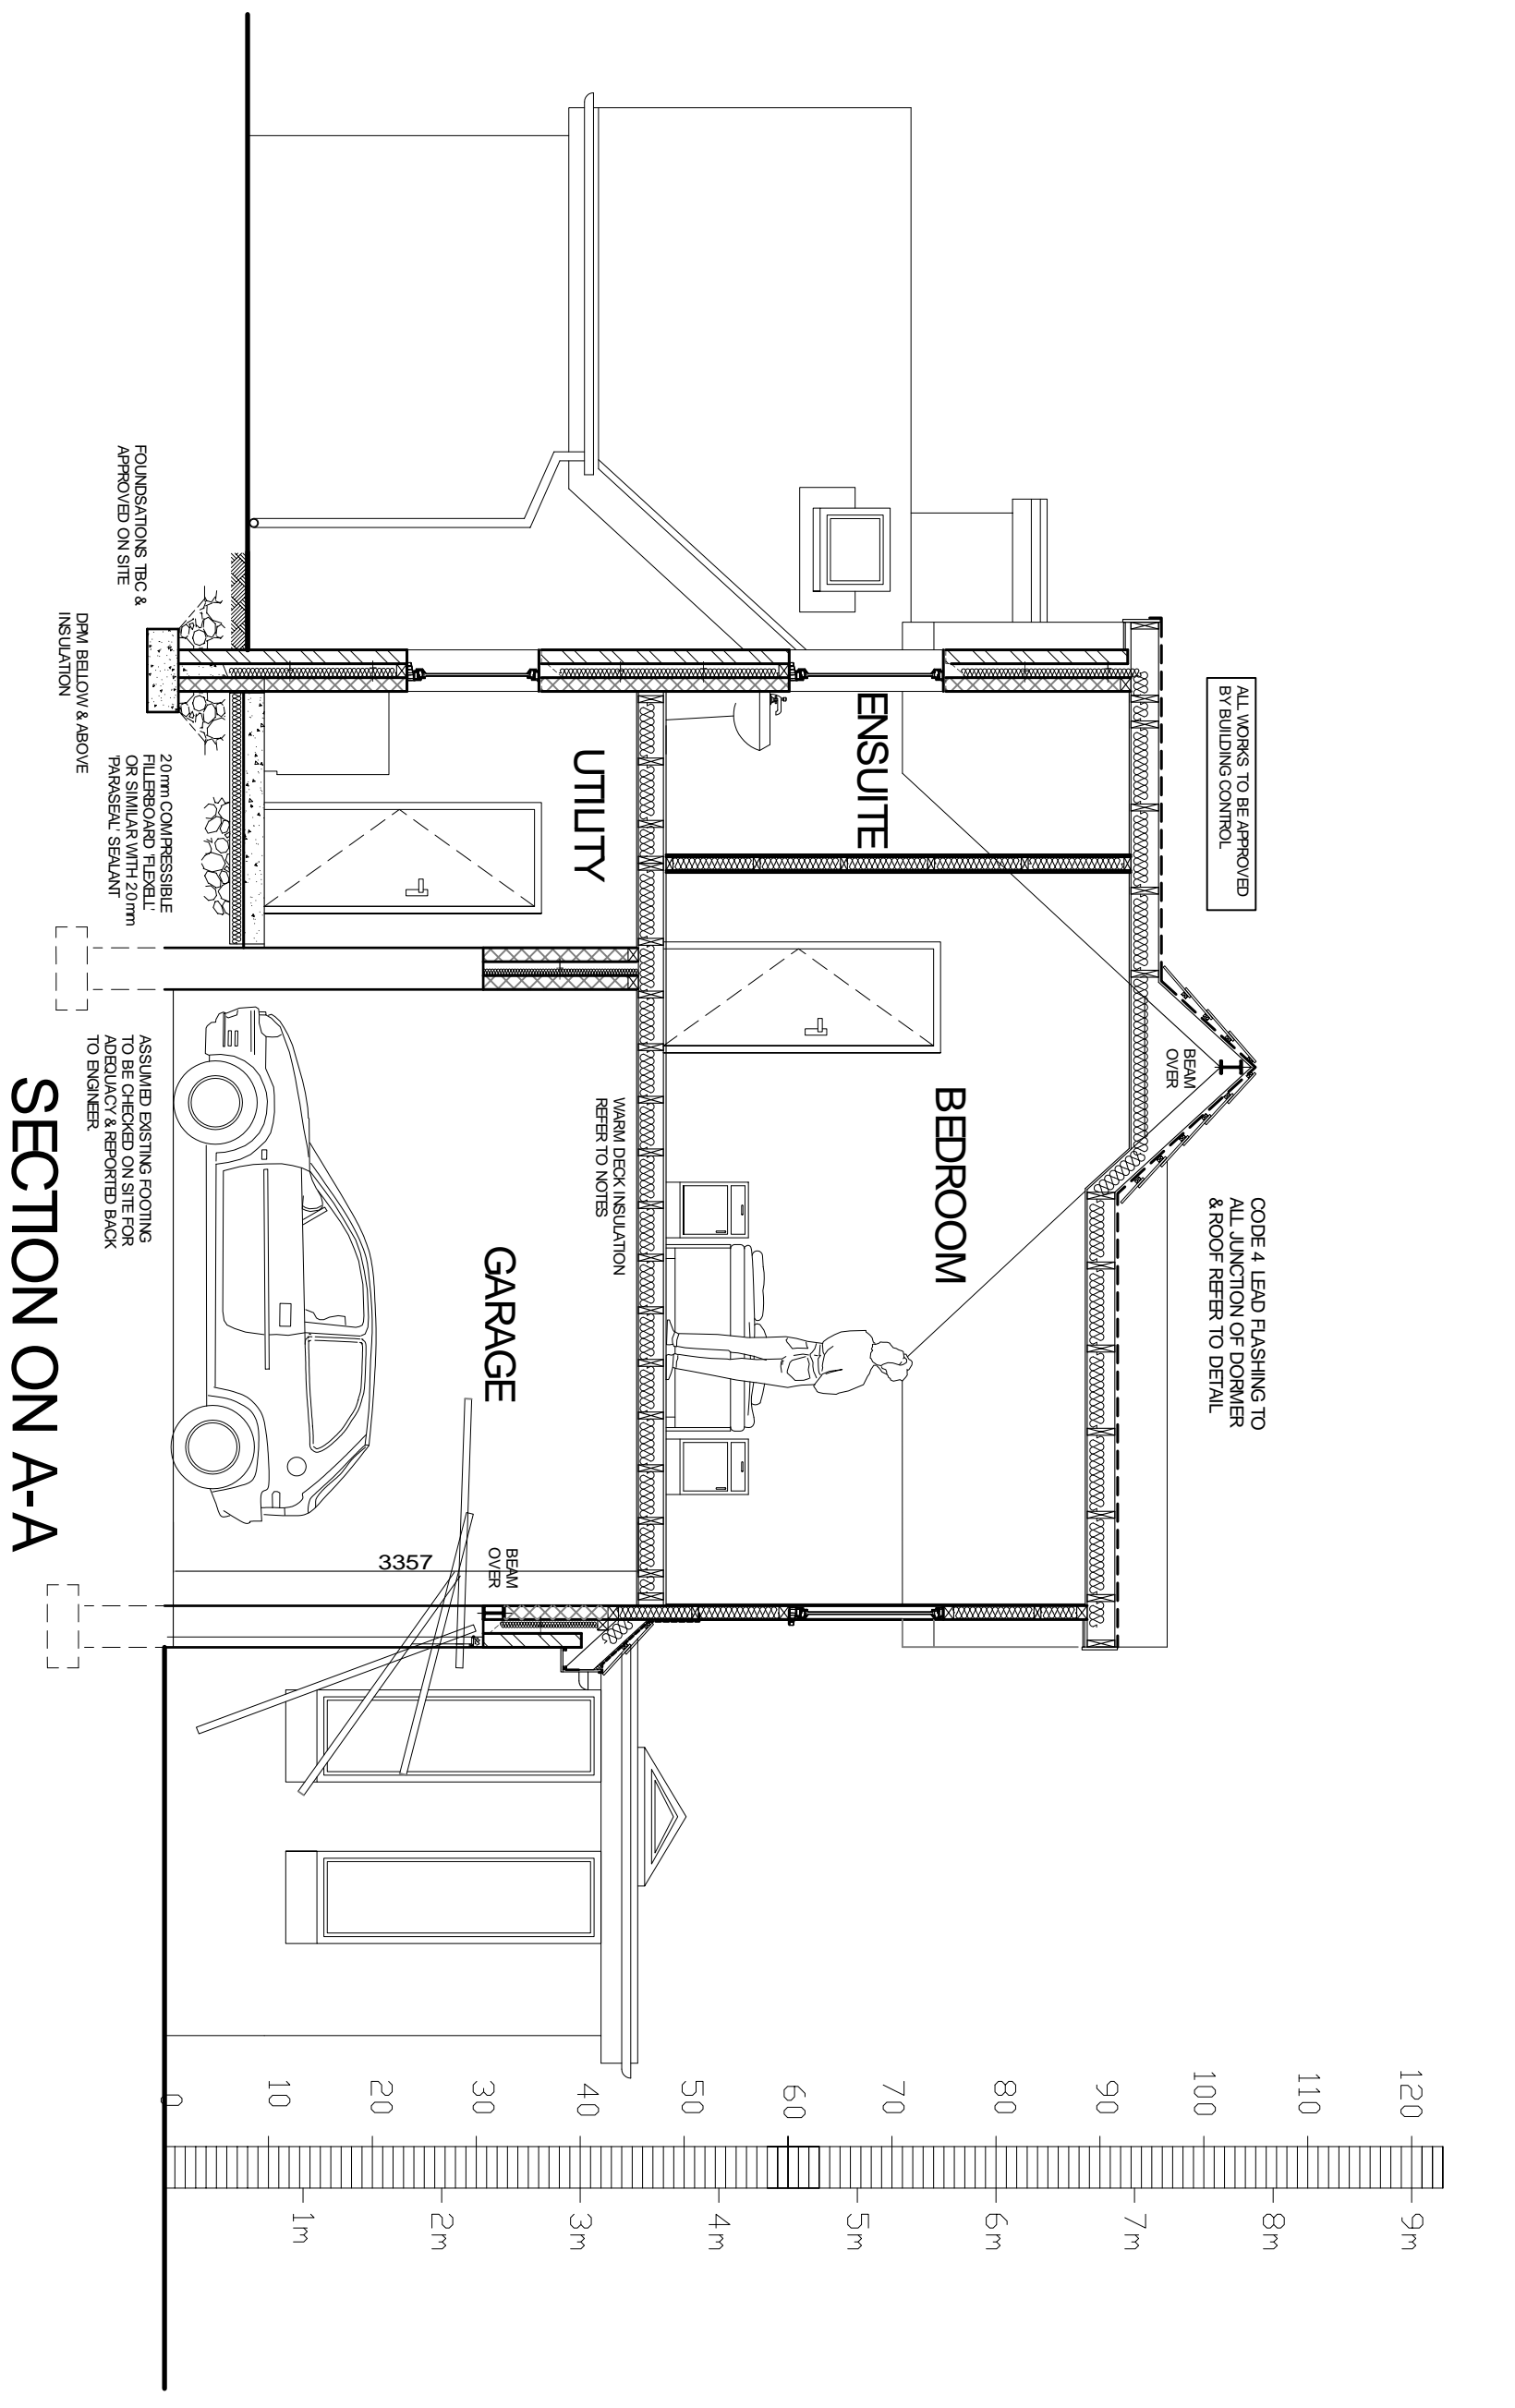 ALL WORKS TO BE APPROVED
BY BUILDING CONTROL
CODE 4 LEAD FLASHING TO
ALL JUNCTION OF DORMER
& ROOF REFER TO DETAIL
BEAM
OVER
ENSUITE
BEDROOM
UTILITY
WARM DECK INSULATION
REFER TO NOTES
GARAGE
BEAM
OVER
3357
FOUNDSATIONS TBC &
APPROVED ON SITE
DPM BELLOW & ABOVE
INSULATION
20mm COMPRESSIBLE
FILLERBOARD 'FLEXELL'
OR SIMILAR WITH 20mm
'PARASEAL' SEALANT
ASSUMED EXISTING FOOTING
TO BE CHECKED ON SITE FOR
ADEQUACY & REPORTED BACK
TO ENGINEER.
SECTION ON A-A
120
110
100
90
80
70
60
50
40
30
20
10
0
9m
8m
7m
6m
5m
4m
3m
2m
1m